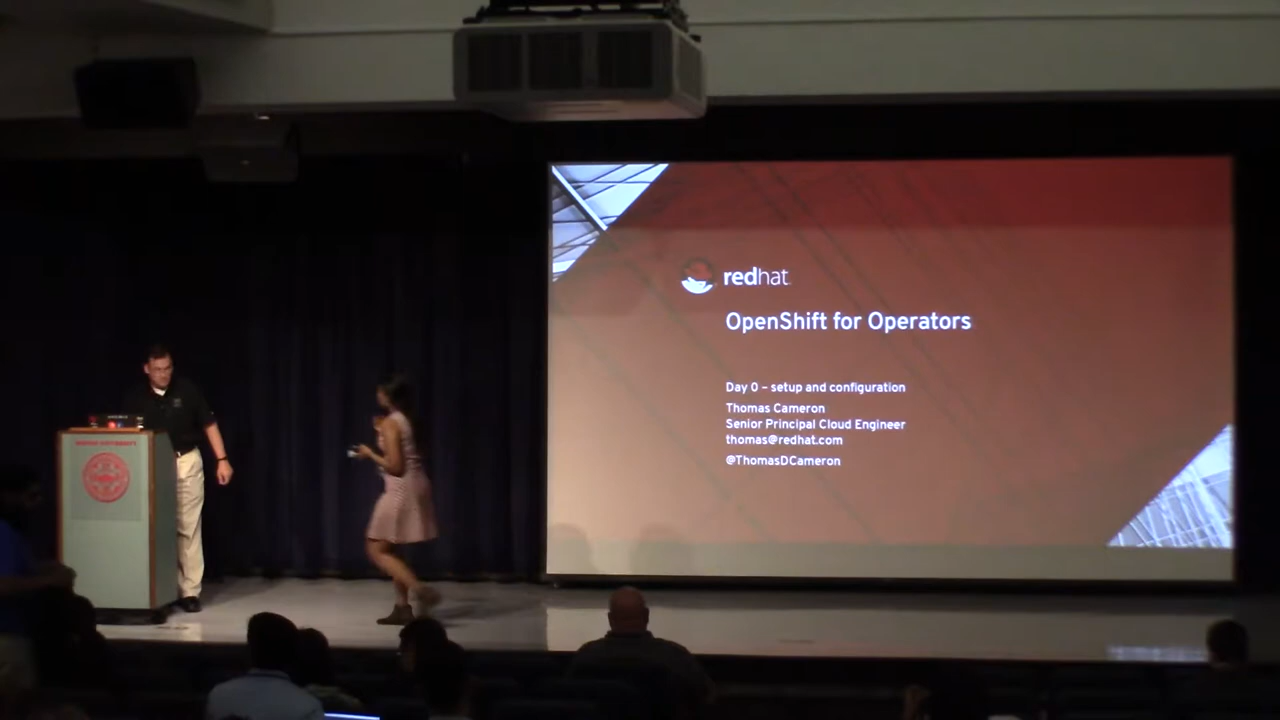 redhat.
OpenShift for Operators
Day 0 – setup and configuration
Thomas Cameron
Senior Principal Cloud Engineer
thomas@redhat.com
@ThomasDCameron